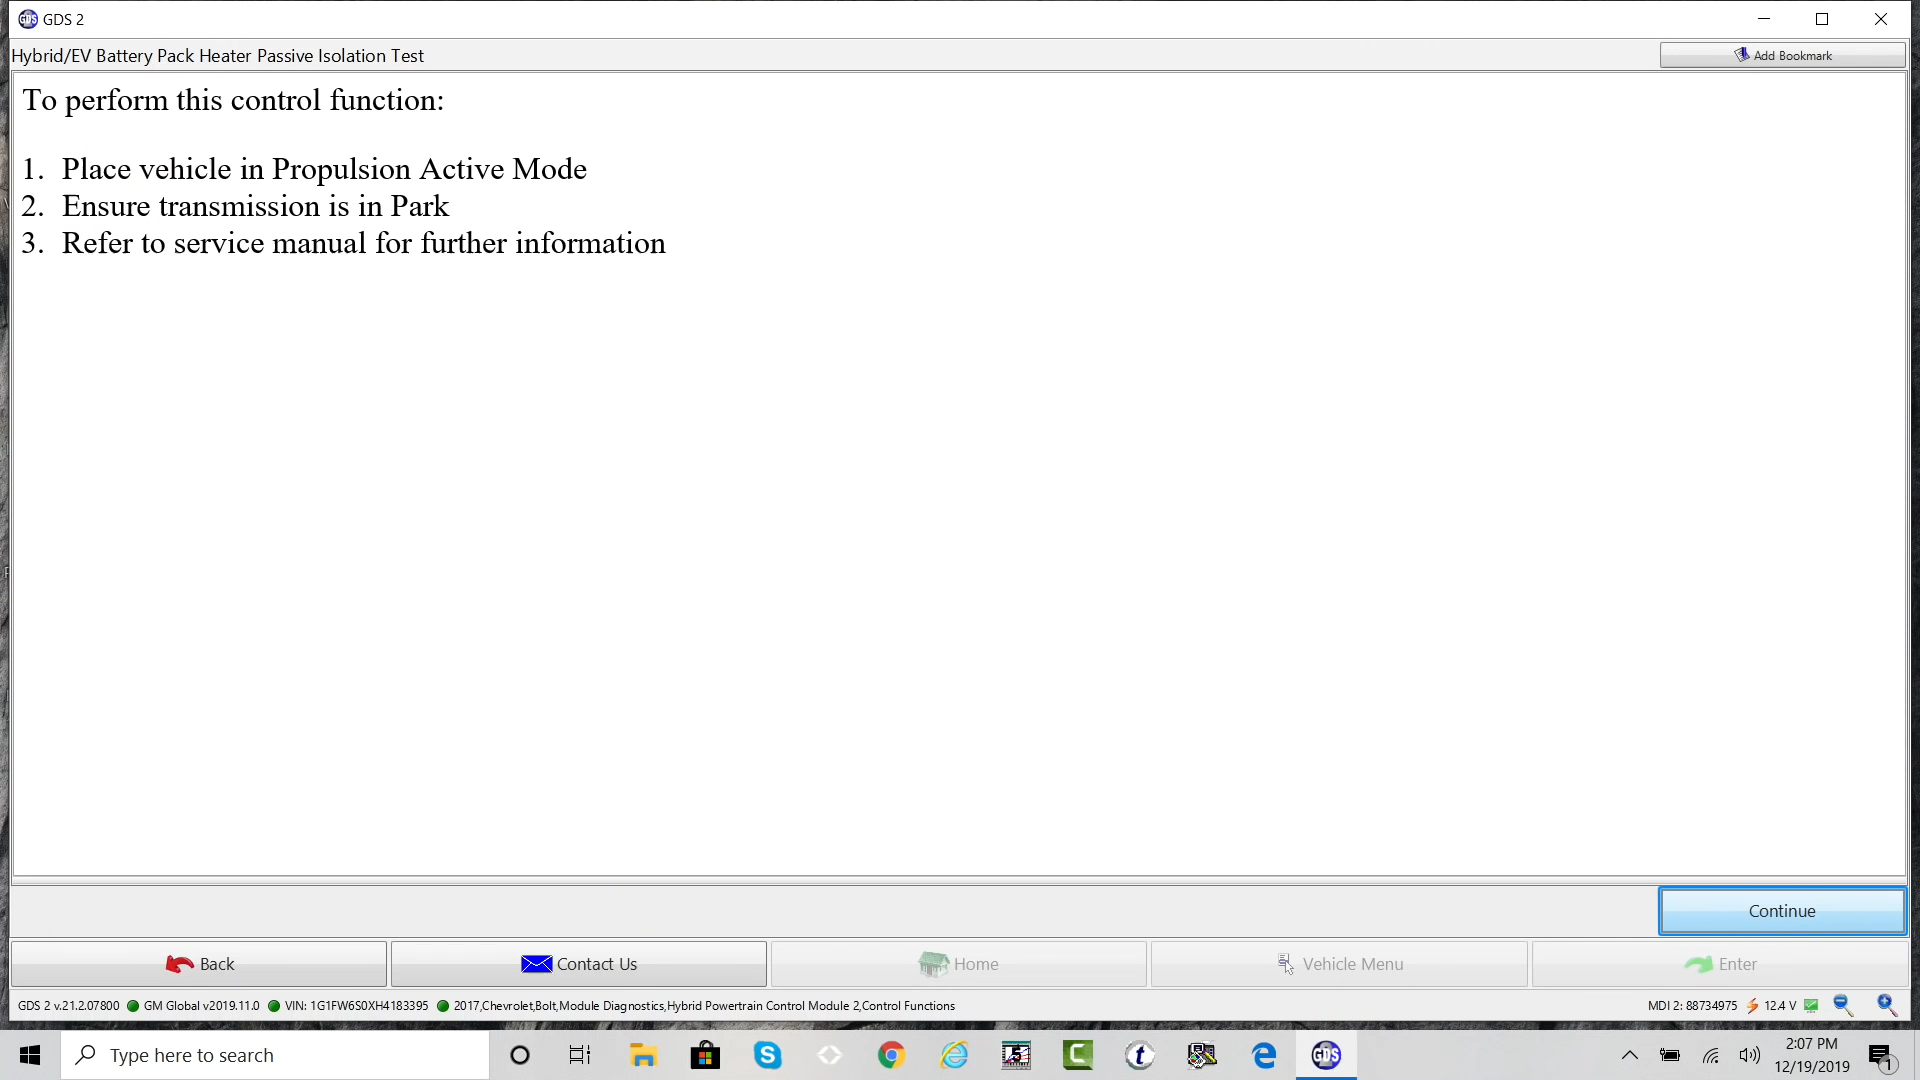 GDS 2
Hybrid/EV Battery Pack Heater Passive Isolation Test
Add Bookmark
To perform this control function:
1. Place vehicle in Propulsion Active Mode
2. Ensure transmission is in Park
3. Refer to service manual for further information
Continue
Back
Contact Us
Home
Vehicle Menu
Enter
GDS 2 v.21.2.07800 GM Global v2019.11.0 VIN: 1G1FW6S0XH4183395 2017,Chevrolet,Bolt,Module Diagnostics,Hybrid Powertrain Control Module 2,Control Functions MDI 2: 88734975 12.4 V
Type here to search
2:07 PM
12/19/2019
1